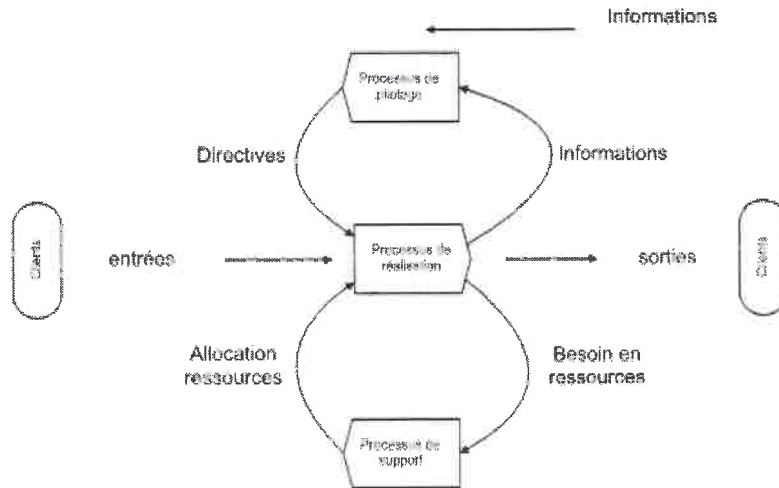 Informations
Processus de
pilotage
Directives
Informations
Clients
entrées
Processus de
réalisation
sorties
Clients
Allocation
ressources
Besoin en
ressources
Processus de
support